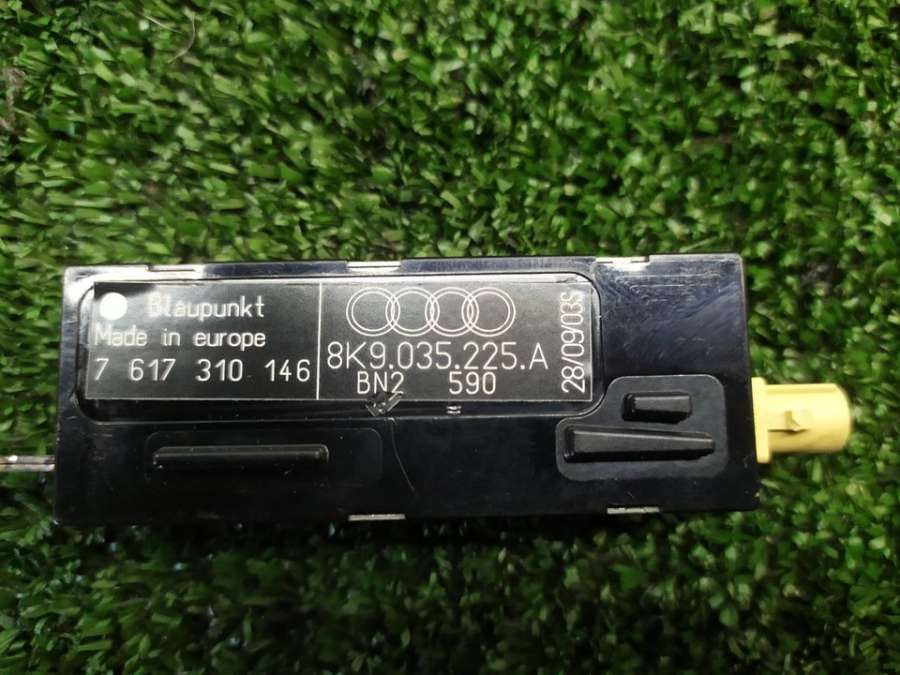 Blaupunkt
Made in europe
7 617 310 146
8K9.035.225.A
BN2 590
28/09/03S